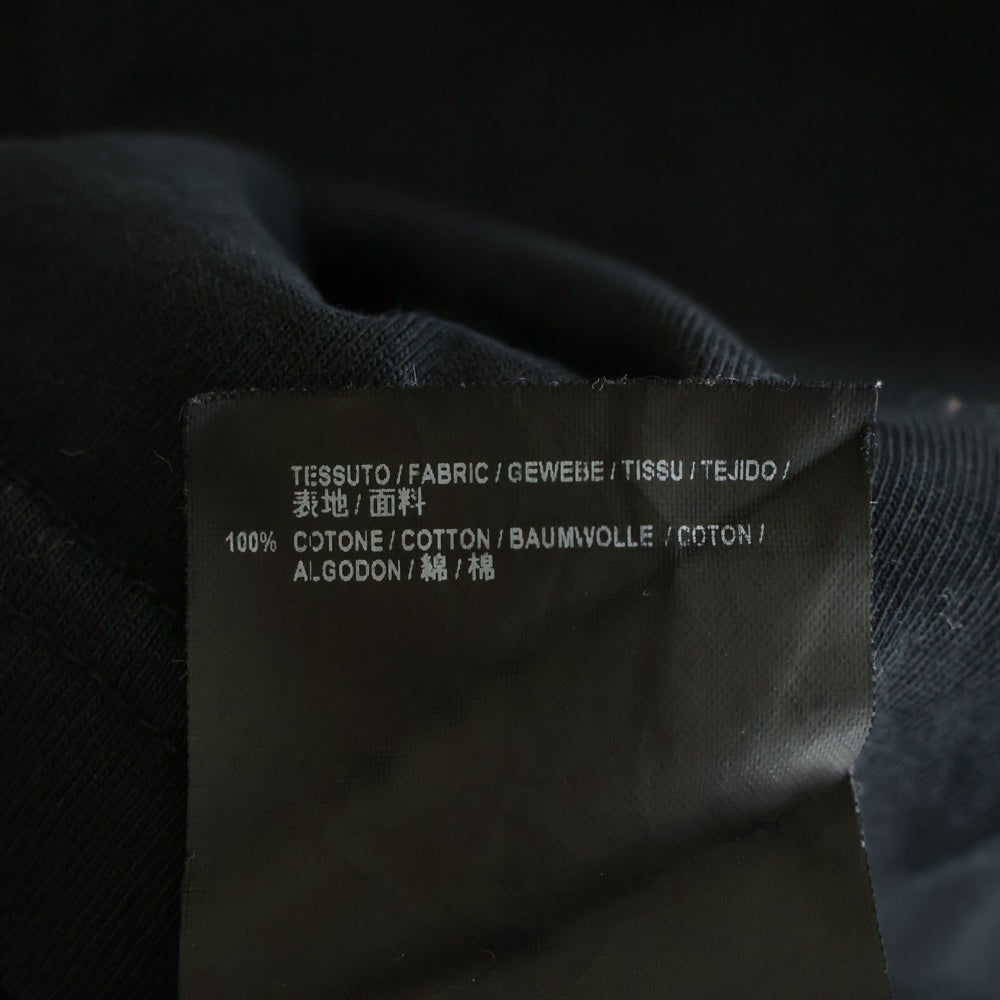 TESSUTO / FABRIC / GEWEBE / TISSU / TEJIDO /
表地 / 面料
100% COTONE / COTTON / BAUMWOLLE / COTON /
ALGODON / 綿 / 棉